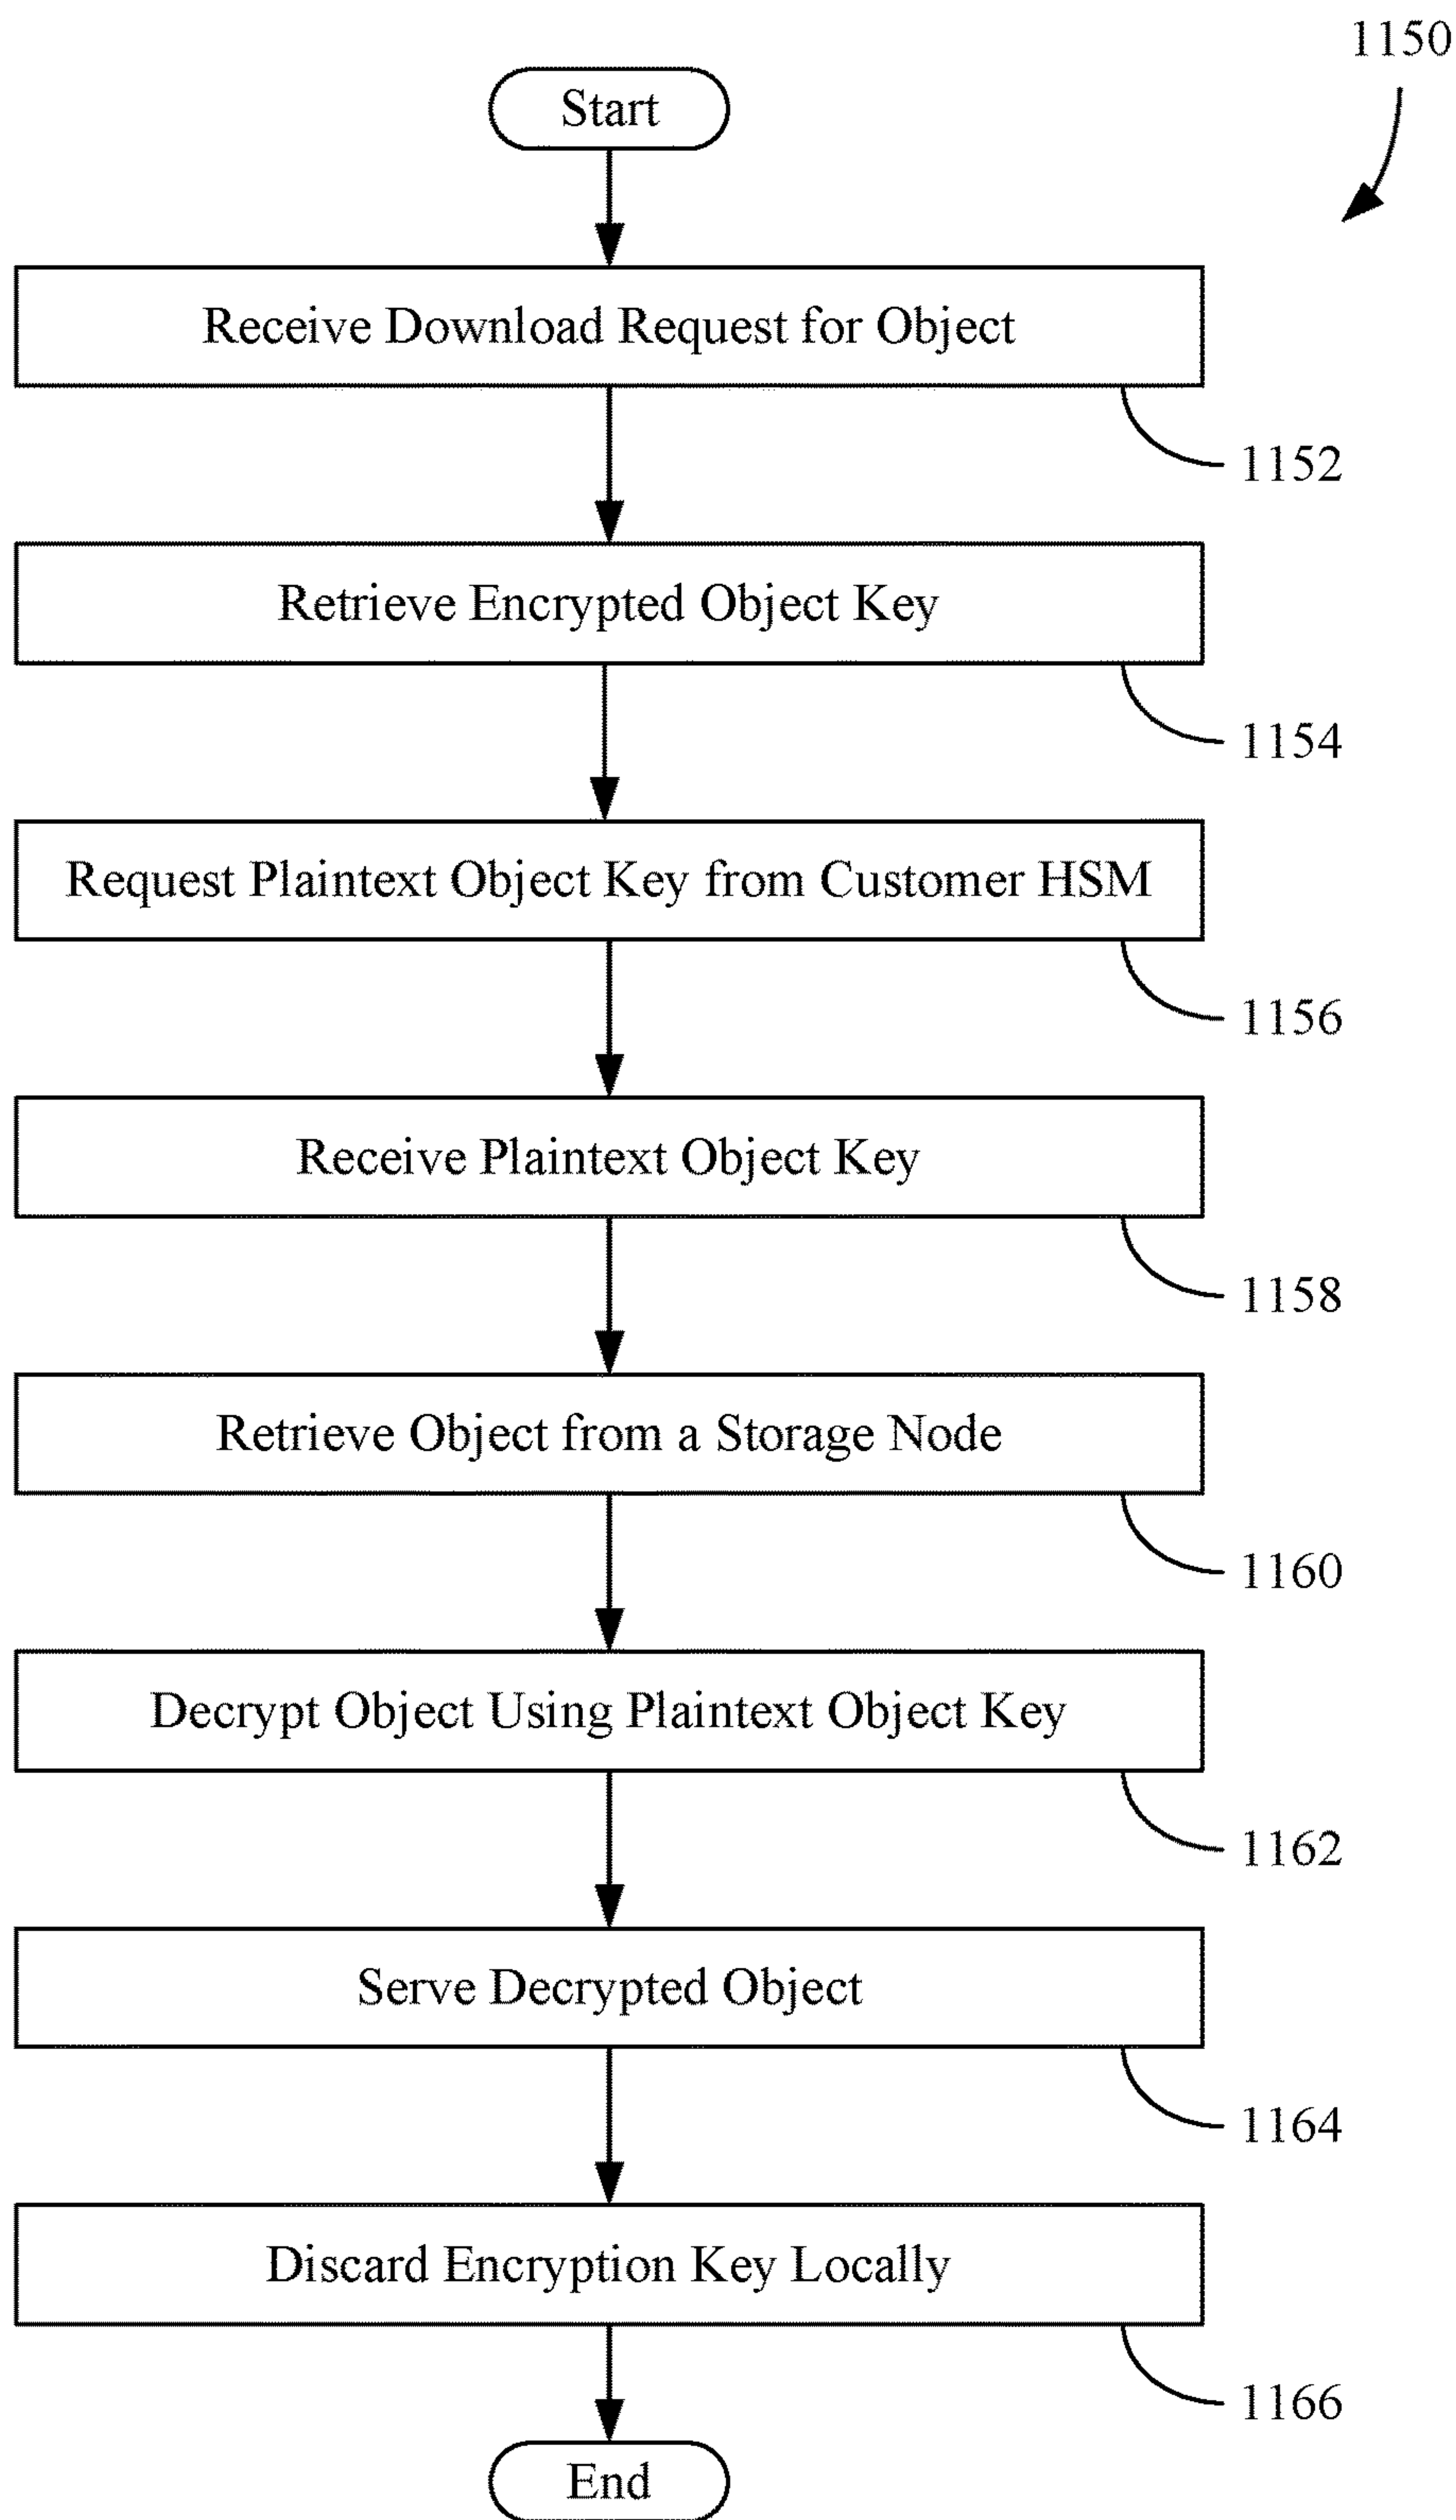 1150
Start
Receive Download Request for Object
1152
Retrieve Encrypted Object Key
1154
Request Plaintext Object Key from Customer HSM
1156
Receive Plaintext Object Key
1158
Retrieve Object from a Storage Node
1160
Decrypt Object Using Plaintext Object Key
1162
Serve Decrypted Object
1164
Discard Encryption Key Locally
1166
End